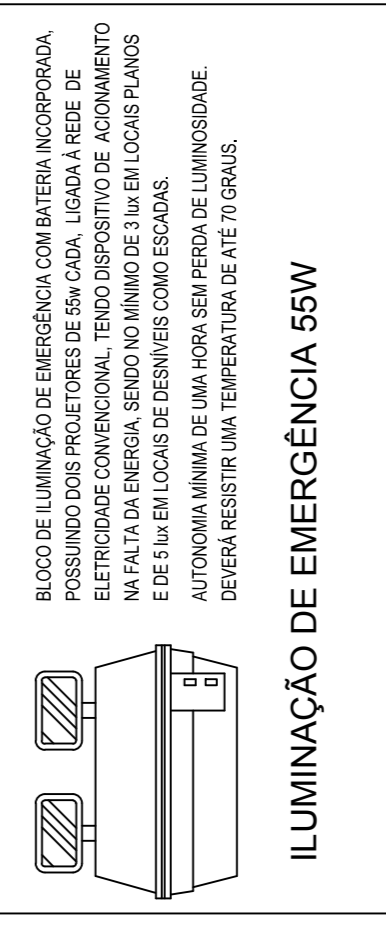 BLOCO DE ILUMINAÇÃO DE EMERGÊNCIA COM BATERIA INCORPORADA,
POSSUINDO DOIS PROJETORES DE 55w CADA, LIGADA À REDE DE
ELETRICIDADE CONVENCIONAL, TENDO DISPOSITIVO DE ACIONAMENTO
NA FALTA DA ENERGIA, SENDO NO MÍNIMO DE 3 lux EM LOCAIS PLANOS
E DE 5 lux EM LOCAIS DE DESNÍVEIS COMO ESCADAS.
AUTONOMIA MÍNIMA DE UMA HORA SEM PERDA DE LUMINOSIDADE.
DEVERÁ RESISTIR UMA TEMPERATURA DE ATÉ 70 GRAUS.
ILUMINAÇÃO DE EMERGÊNCIA 55W